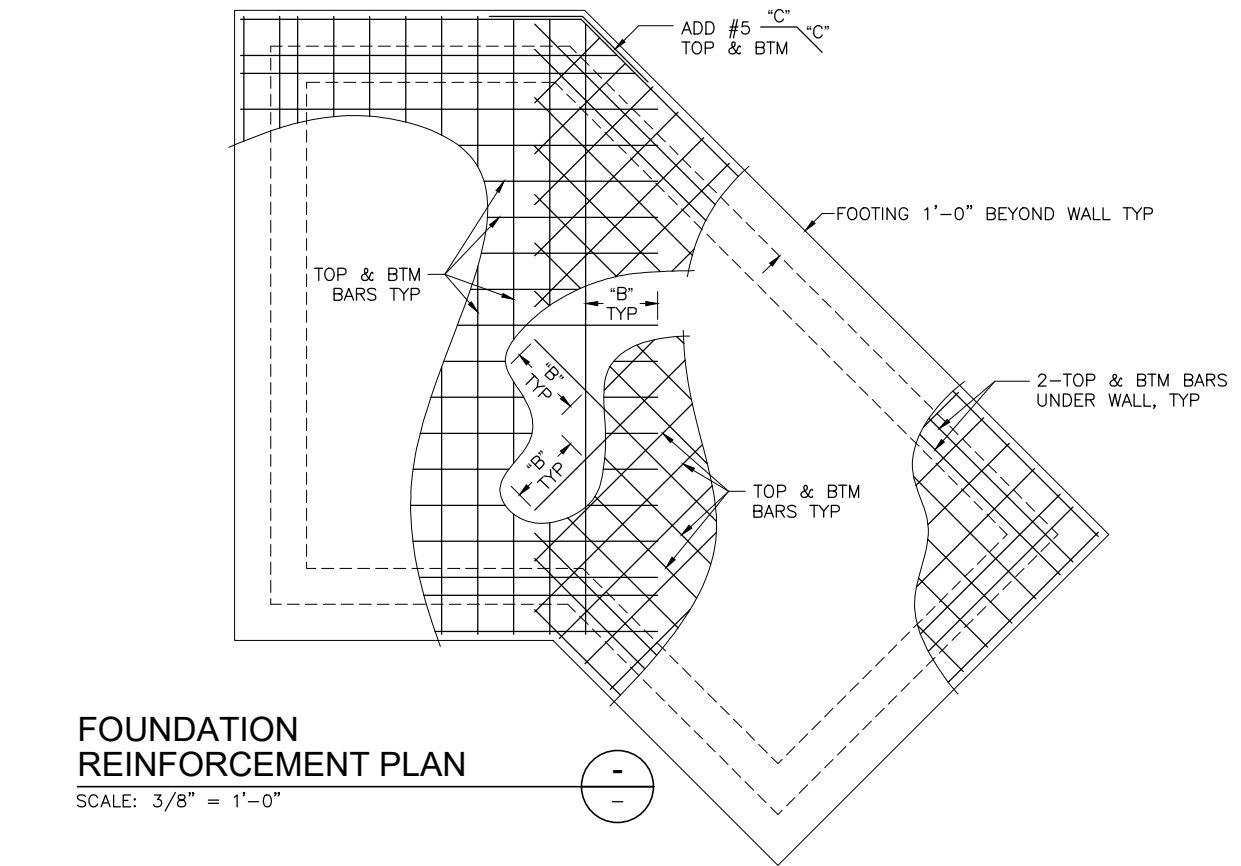 ADD #5 “C” “C”
TOP & BTM
FOOTING 1’-0” BEYOND WALL TYP
TOP & BTM
BARS TYP
“B”
TYP
“B”
TYP
“B”
TYP
2-TOP & BTM BARS
UNDER WALL, TYP
TOP & BTM
BARS TYP
FOUNDATION
REINFORCEMENT PLAN
SCALE: 3/8” = 1’-0”
-
-